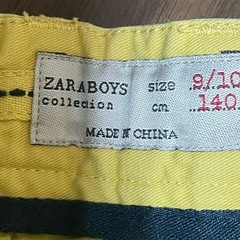 ZARABOYS size 9/10
collection cm 140.
MADE IN CHINA